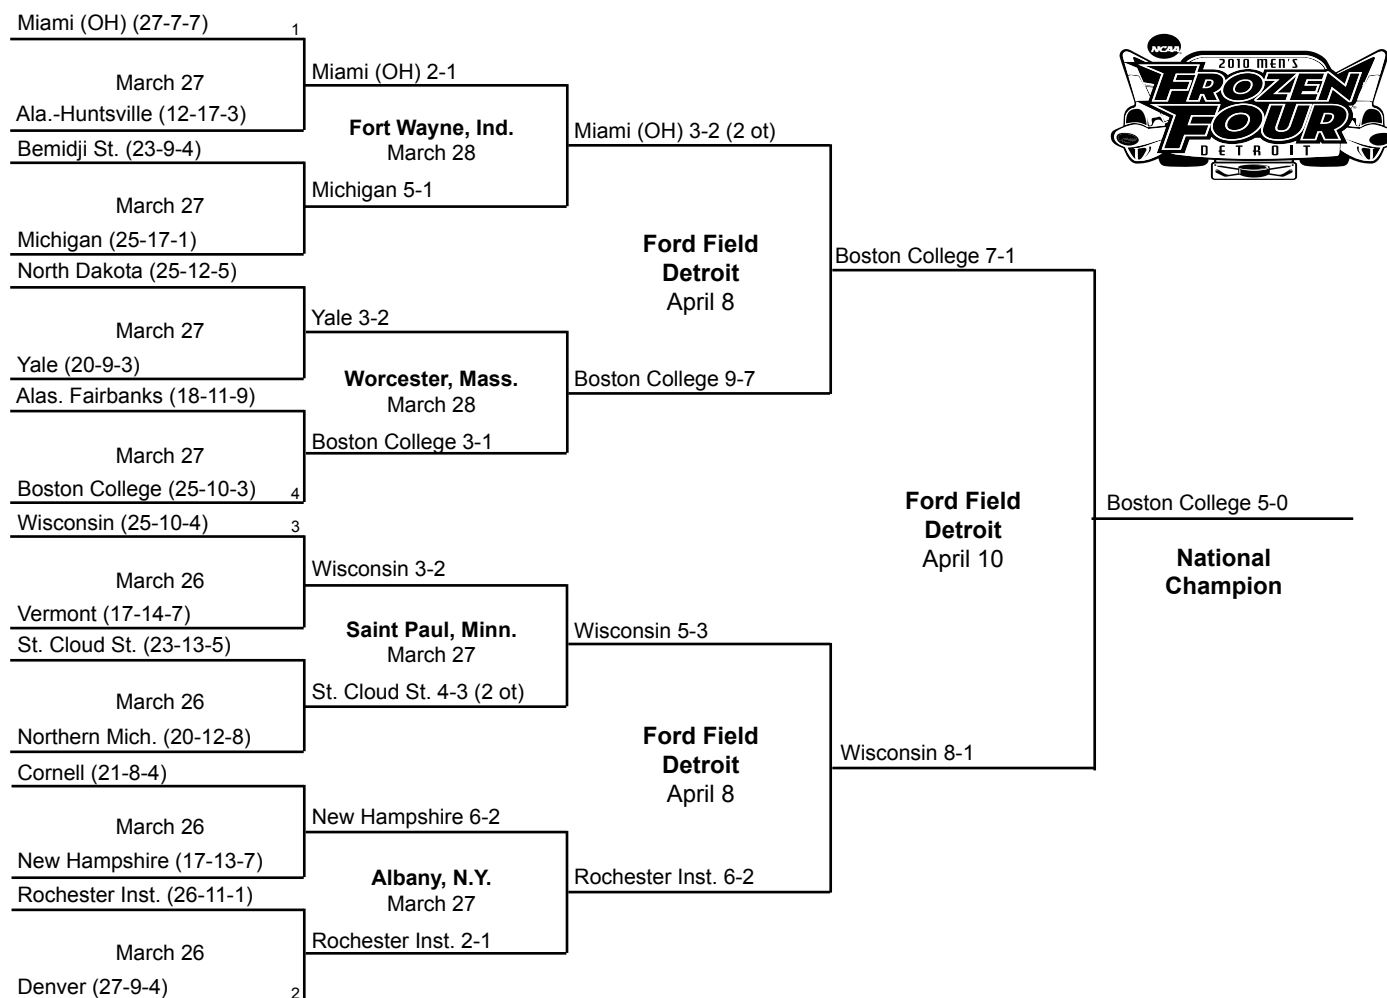 Miami (OH) (27-7-7) 1
March 27
Ala.-Huntsville (12-17-3)
Bemidji St. (23-9-4)
March 27
Michigan (25-17-1)
North Dakota (25-12-5)
March 27
Yale (20-9-3)
Alas. Fairbanks (18-11-9)
March 27
Boston College (25-10-3) 4
Wisconsin (25-10-4) 3
March 26
Vermont (17-14-7)
St. Cloud St. (23-13-5)
March 26
Northern Mich. (20-12-8)
Cornell (21-8-4)
March 26
New Hampshire (17-13-7)
Rochester Inst. (26-11-1)
March 26
Denver (27-9-4) 2
Miami (OH) 2-1
Fort Wayne, Ind.
March 28
Michigan 5-1
Yale 3-2
Worcester, Mass.
March 28
Boston College 3-1
Wisconsin 3-2
Saint Paul, Minn.
March 27
St. Cloud St. 4-3 (2 ot)
New Hampshire 6-2
Albany, N.Y.
March 27
Rochester Inst. 2-1
Miami (OH) 3-2 (2 ot)
Ford Field
Detroit
April 8
Boston College 9-7
Wisconsin 5-3
Ford Field
Detroit
April 8
Rochester Inst. 6-2
Boston College 7-1
Ford Field
Detroit
April 10
Wisconsin 8-1
Boston College 5-0
National
Champion
NCAA
2010 MEN'S
FROZEN
FOUR
DETROIT